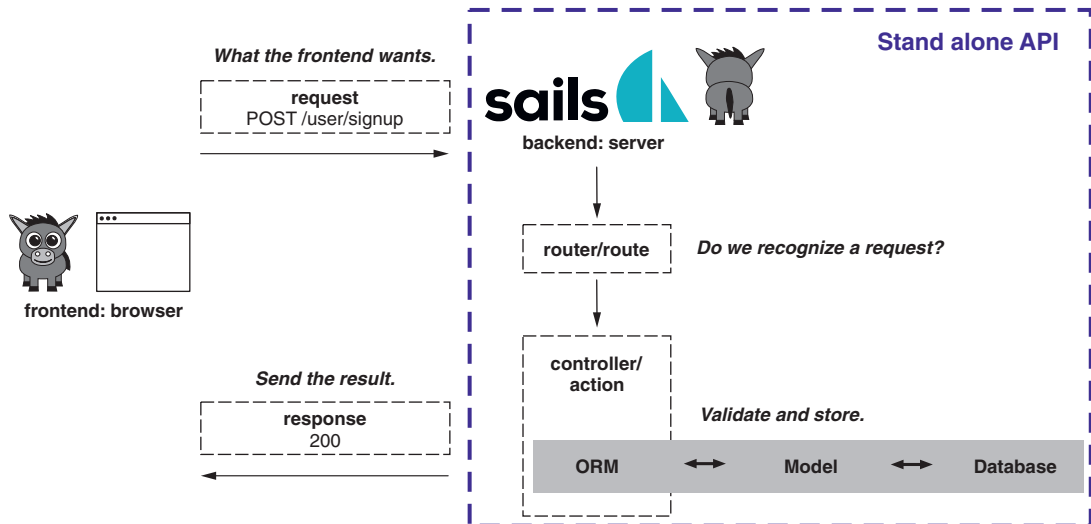 Stand alone API
What the frontend wants.
request
POST /user/signup
sails
backend: server
router/route
Do we recognize a request?
frontend: browser
controller/
action
Send the result.
response
200
Validate and store.
ORM
Model
Database